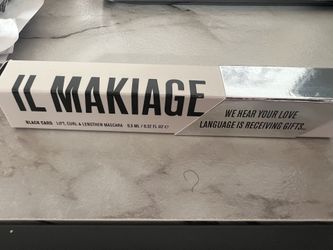 IL MAKIAGE
BLACK CARD LIFT, CURL & LENGTHEN MASCARA 9.5 ML / 0.32 FL OZ ℮
WE HEAR YOUR LOVE
LANGUAGE IS RECEIVING GIFTS..